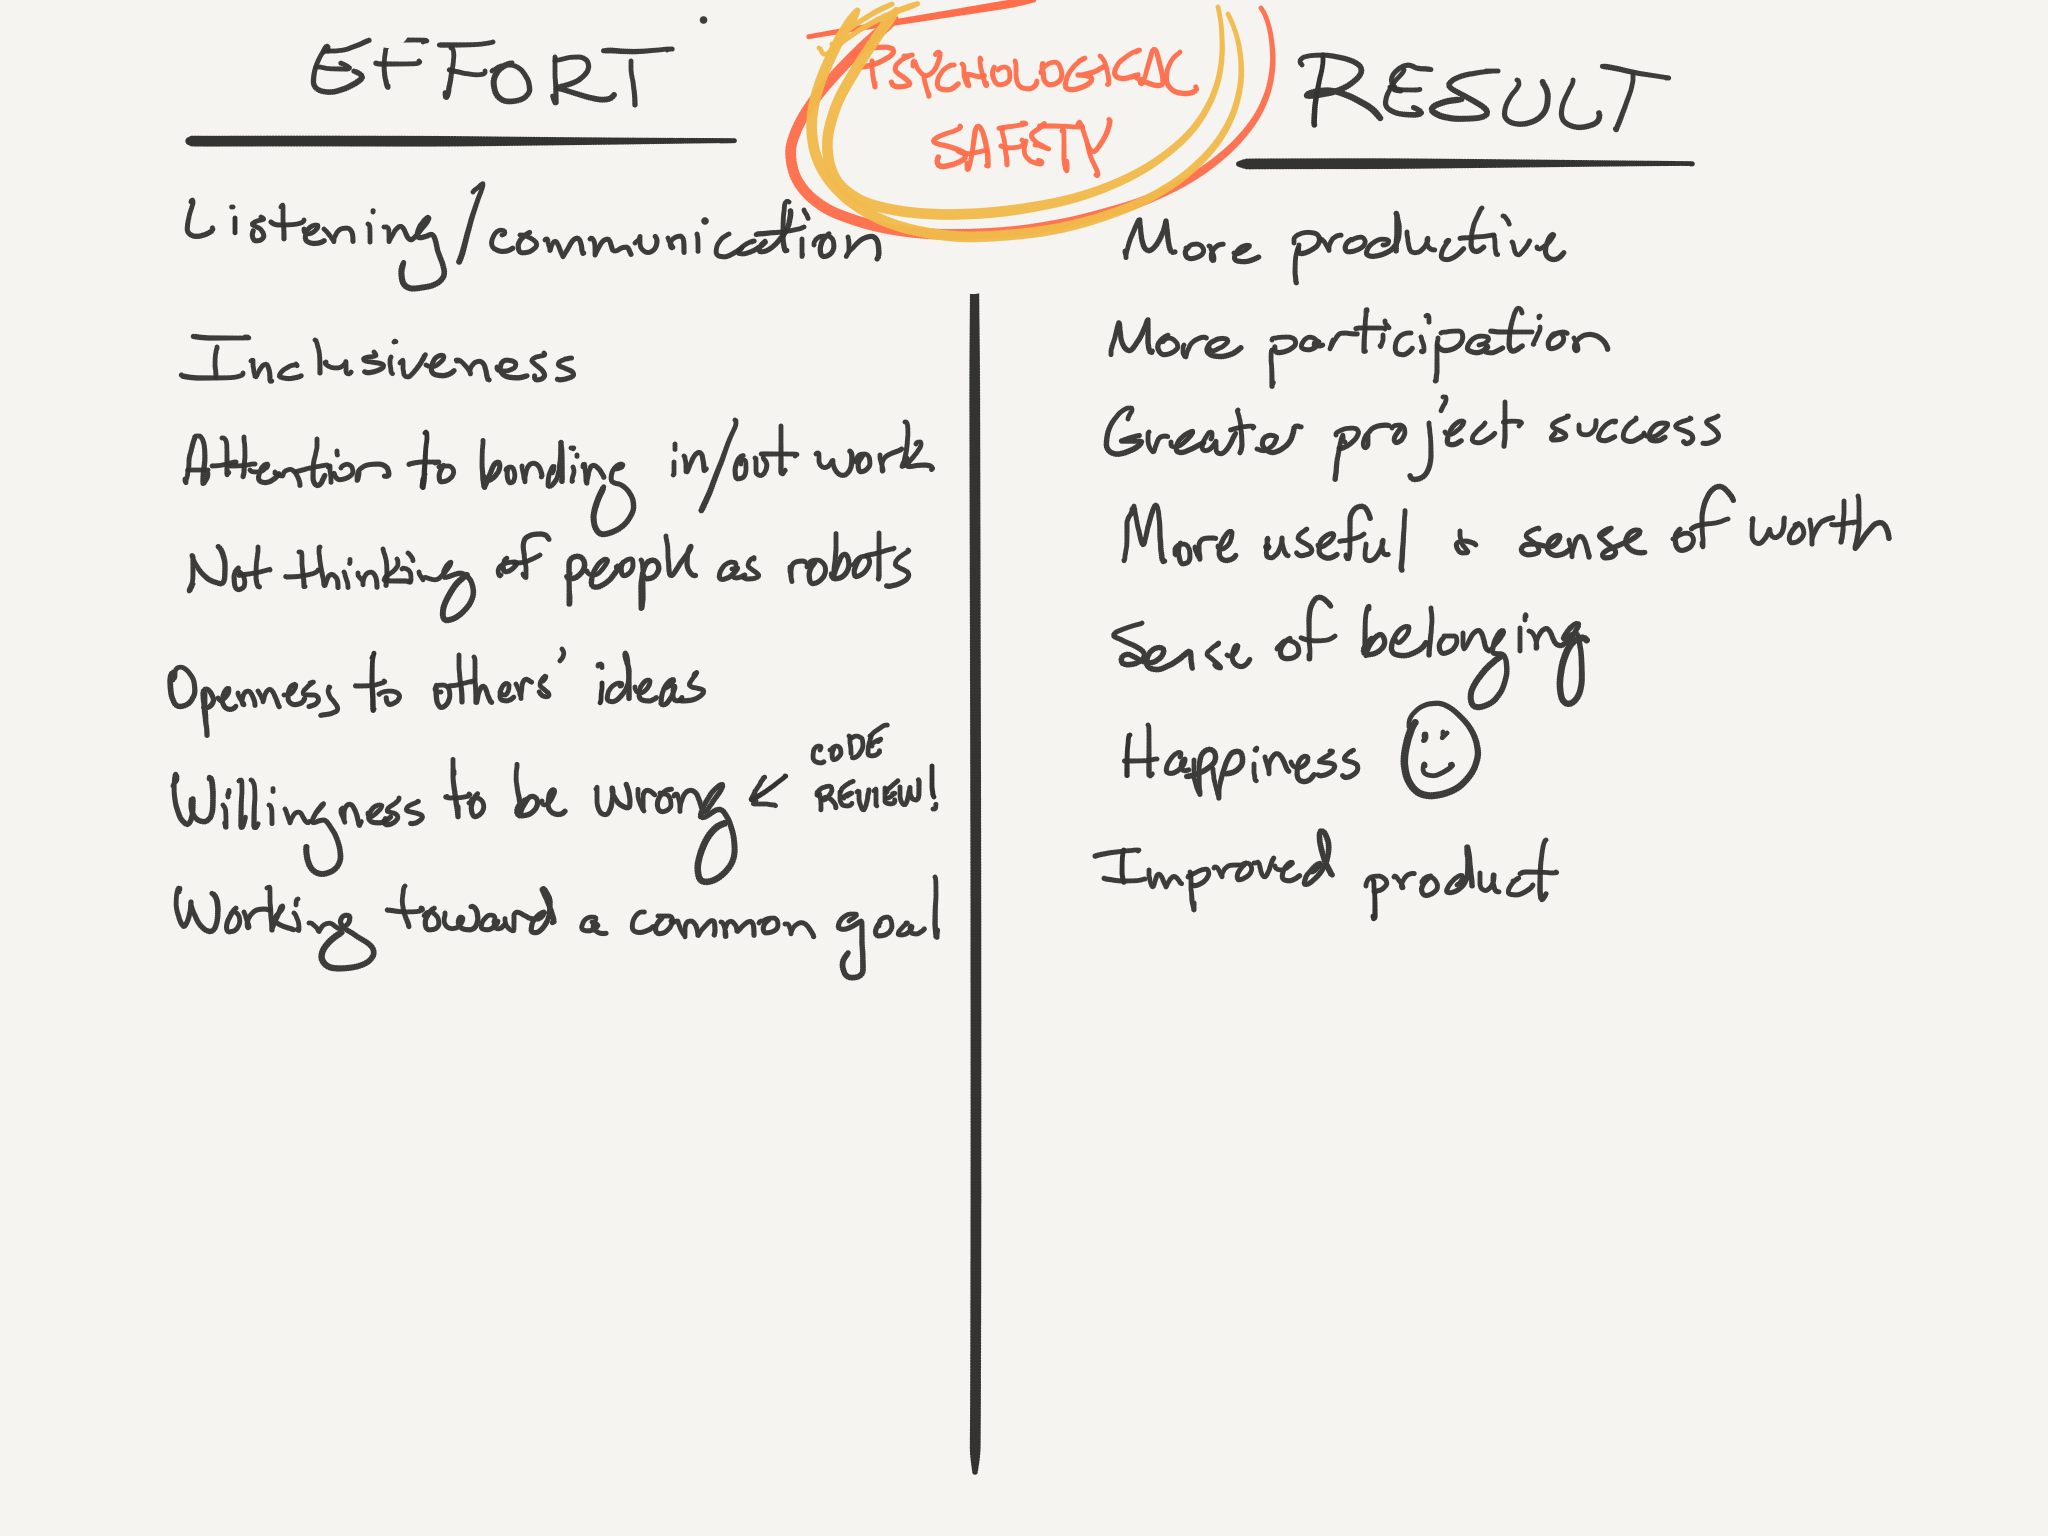 EFFORT
Listening/communication
Inclusiveness
Attention to bonding in/out work
Not thinking of people as robots
Openness to others' ideas
Willingness to be wrong ← CODE
REVIEW!
Working toward a common goal
PSYCHOLOGICAL
SAFETY
RESULT
More productive
More participation
Greater project success
More useful & sense of worth
Sense of belonging
Happiness
Improved product